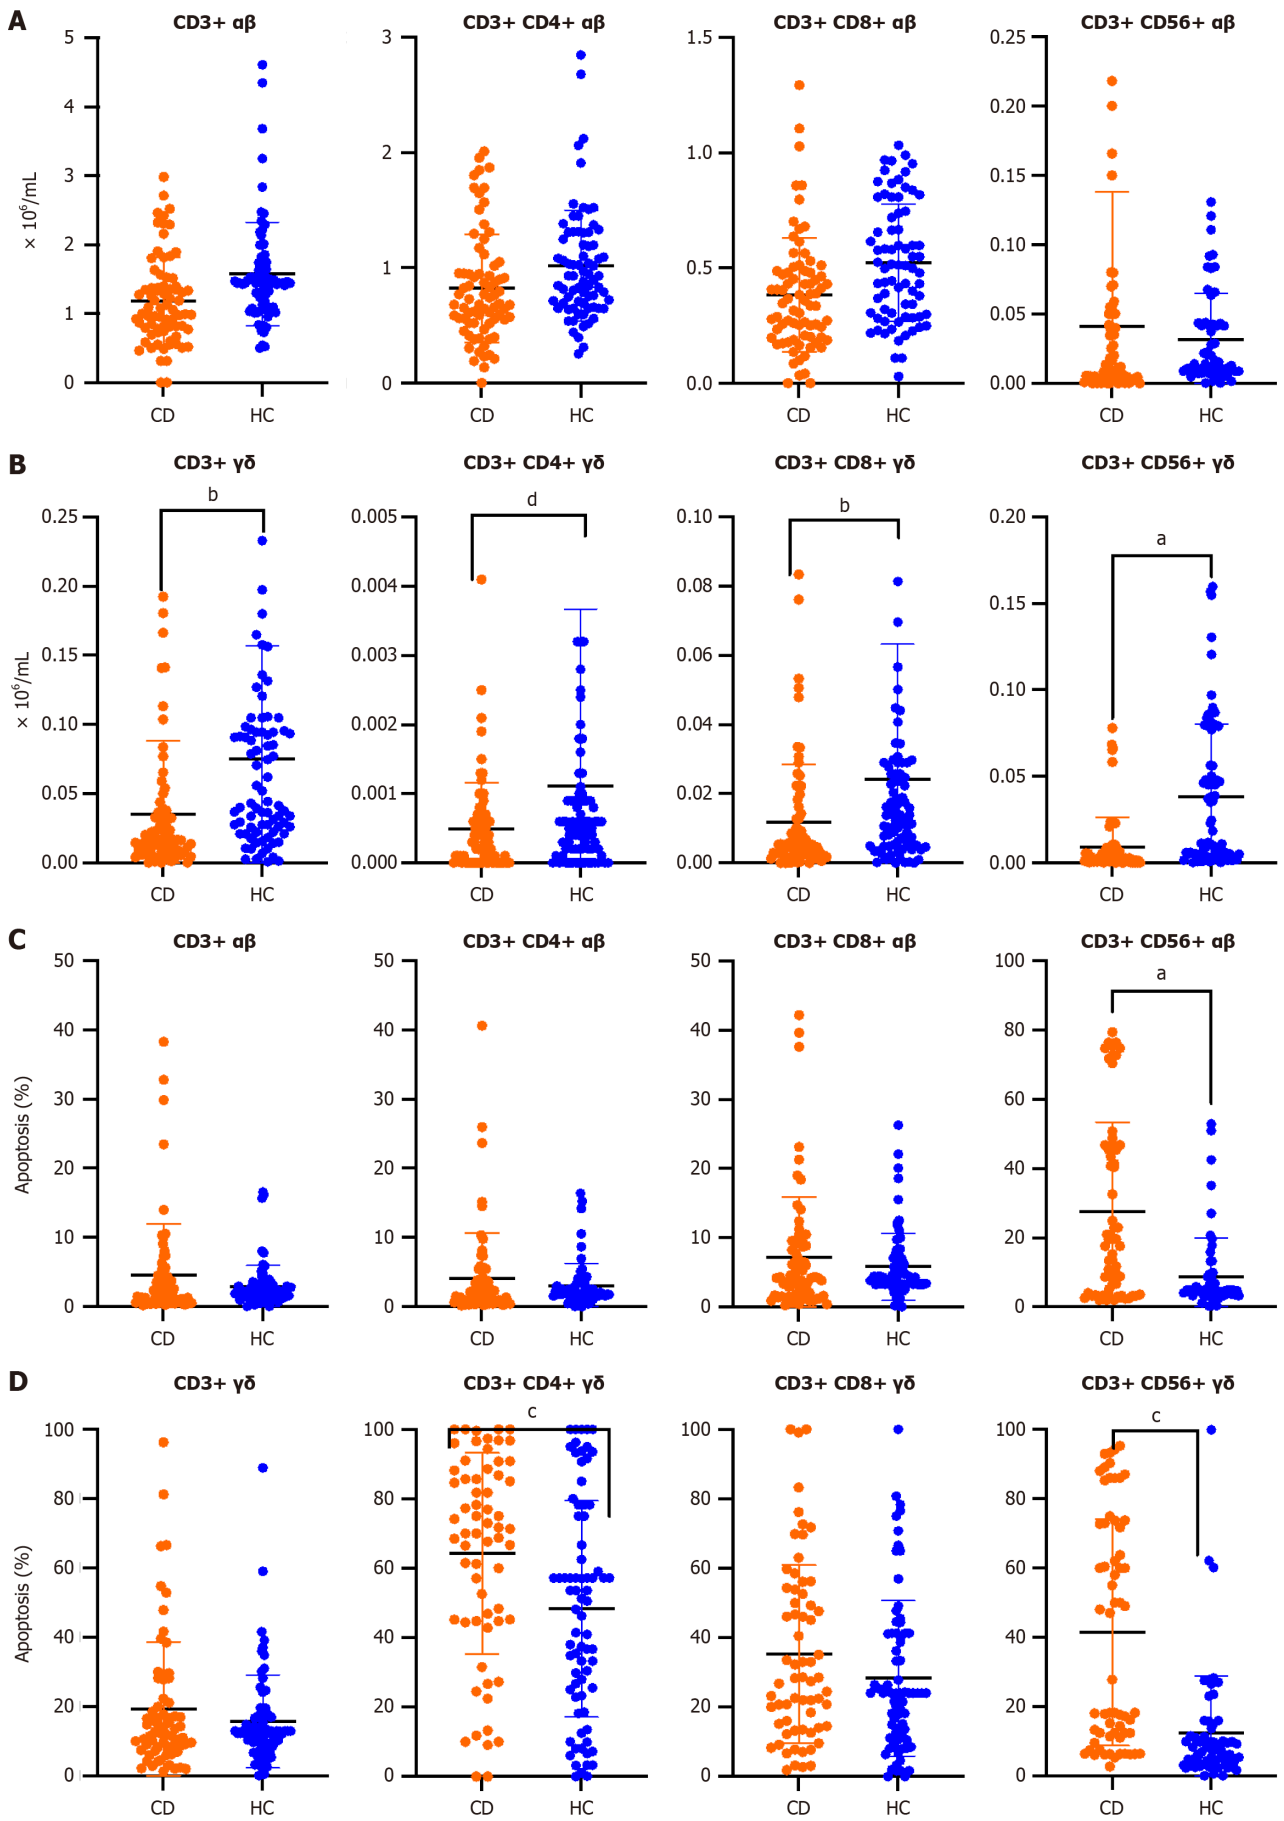 A
CD3+ αβ
CD3+ CD4+ αβ
CD3+ CD8+ αβ
CD3+ CD56+ αβ
× 10⁶/mL
5
4
3
2
1
0
CD
HC
3
2
1
0
CD
HC
1.5
1.0
0.5
0.0
CD
HC
0.25
0.20
0.15
0.10
0.05
0.00
CD
HC
B
CD3+ γδ
CD3+ CD4+ γδ
CD3+ CD8+ γδ
CD3+ CD56+ γδ
× 10⁶/mL
b
0.25
0.20
0.15
0.10
0.05
0.00
CD
HC
d
0.005
0.004
0.003
0.002
0.001
0.000
CD
HC
b
0.10
0.08
0.06
0.04
0.02
0.00
CD
HC
a
0.20
0.15
0.10
0.05
0.00
CD
HC
C
CD3+ αβ
CD3+ CD4+ αβ
CD3+ CD8+ αβ
CD3+ CD56+ αβ
Apoptosis (%)
50
40
30
20
10
0
CD
HC
50
40
30
20
10
0
CD
HC
50
40
30
20
10
0
CD
HC
a
100
80
60
40
20
0
CD
HC
D
CD3+ γδ
CD3+ CD4+ γδ
CD3+ CD8+ γδ
CD3+ CD56+ γδ
Apoptosis (%)
100
80
60
40
20
0
CD
HC
c
100
80
60
40
20
0
CD
HC
100
80
60
40
20
0
CD
HC
c
100
80
60
40
20
0
CD
HC